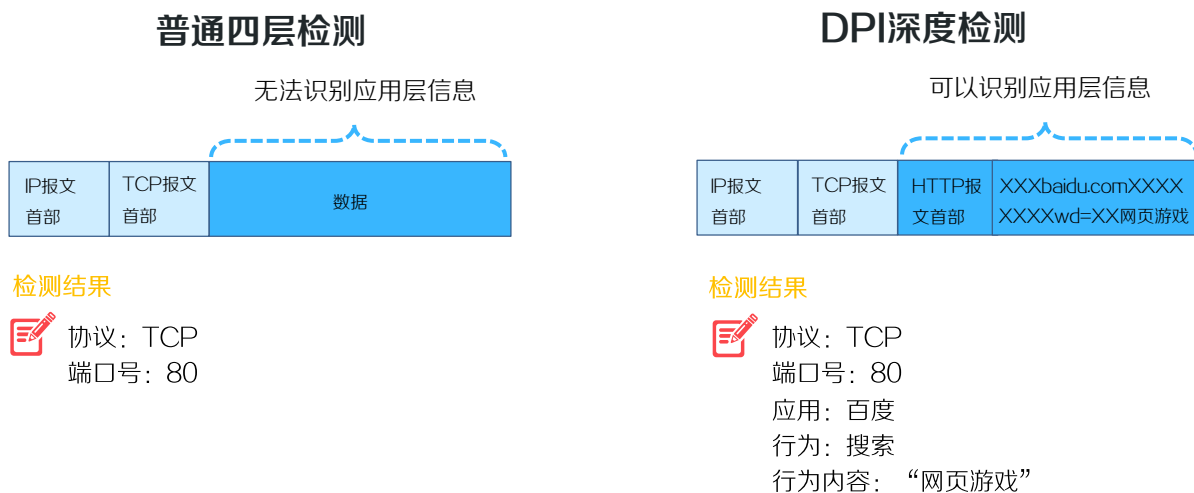 普通四层检测
无法识别应用层信息
IP报文
首部
TCP报文
首部
数据
检测结果
协议：TCP
端口号：80
DPI深度检测
可以识别应用层信息
IP报文
首部
TCP报文
首部
HTTP报
文首部
XXXbaidu.comXXXX
XXXXwd=XX网页游戏
检测结果
协议：TCP
端口号：80
应用：百度
行为：搜索
行为内容：“网页游戏”